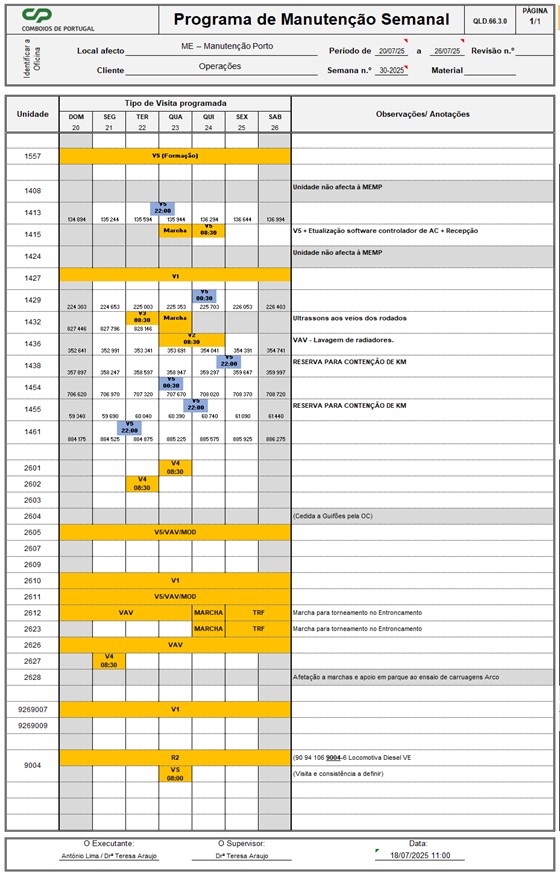 CP
COMBOIOS DE PORTUGAL
Programa de Manutenção Semanal
QLD.66.3.0
PÁGINA
1/1
Identificar a Oficina
Local afecto ME – Manutenção Porto Período de 20/07/25 a 26/07/25 Revisão n.º
Cliente Operações Semana n.º 30-2025 Material
Unidade Tipo de Visita programada Observações/ Anotações
DOM SEG TER QUA QUI SEX SAB
20 21 22 23 24 25 26
1557 V5 (Formação)
1408 Unidade não afecta à MEMP
1413 V5 22:00
134 894 135 244 135 594 135 944 136 294 136 644 136 994
1415 Marcha V5 08:30 V5 + Etualização software controlador de AC + Recepção
1424 Unidade não afecta à MEMP
1427 V1
1429 V5 00:30
224 303 224 653 225 003 225 353 225 703 226 053 226 403
1432 V3 08:30 Marcha Ultrassons aos veios dos rodados
827 446 827 796 828 146
1436 V2 08:30 VAV - Lavagem de radiadores.
352 641 352 991 353 341 353 691 354 041 354 391 354 741
1438 V5 22:00 RESERVA PARA CONTENÇÃO DE KM
357 897 358 247 358 597 358 947 359 297 359 647 359 997
1454 V5 00:30
706 620 706 970 707 320 707 670 708 020 708 370 708 720
1455 V5 22:00 RESERVA PARA CONTENÇÃO DE KM
59 340 59 690 60 040 60 390 60 740 61 090 61 440
1461 V5 22:00
884 175 884 525 884 875 885 225 885 575 885 925 886 275
2601 V4 08:30
2602 V4 08:30
2603
2604 (Cedida a Guifões pela OC)
2605 V5/VAV/MOD
2607
2609
2610 V1
2611 V5/VAV/MOD
2612 VAV MARCHA TRF Marcha para torneamento no Entroncamento
2623 MARCHA TRF Marcha para torneamento no Entroncamento
2626 VAV
2627 V4 08:30
2628 Afetação a marchas e apoio em parque ao ensaio de carruagens Arco
9269007 V1
9269009
9004 R2 (90 94 106 9004-6 Locomotiva Diesel VE
VS 08:00 (Visita e consistência a definir)
O Executante: O Supervisor: Data:
António Lima / Drª Teresa Araujo Drª Teresa Araujo 18/07/2025 11:00